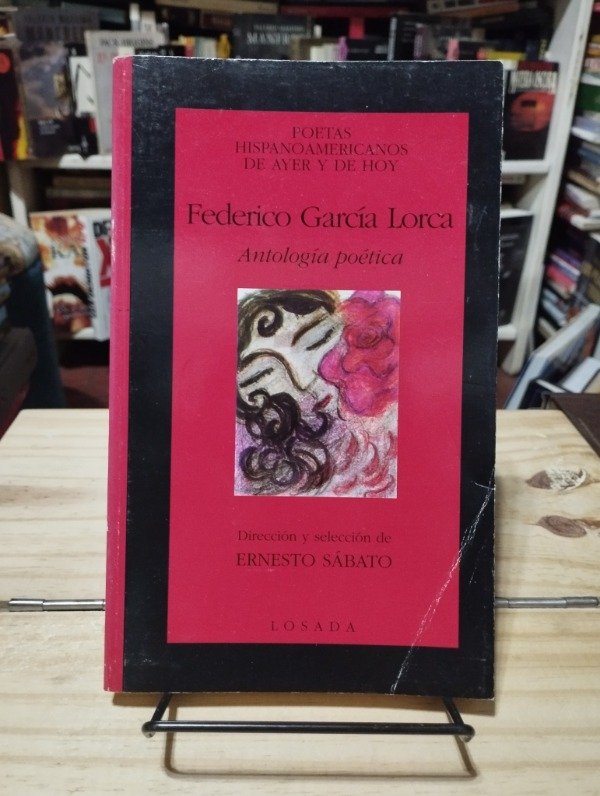 POETAS
HISPANOAMERICANOS
DE AYER Y DE HOY
Federico García Lorca
Antología poética
Dirección y selección de
ERNESTO SÁBATO
LOSADA